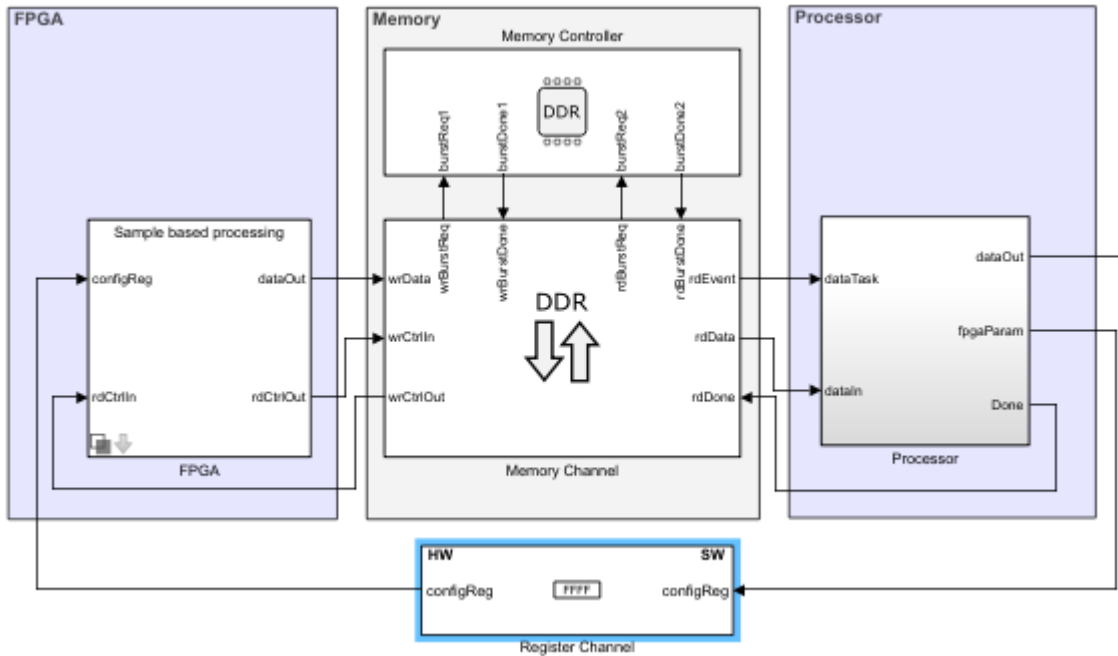 FPGA
Memory
Processor
Memory Controller
DDR
burstReq1
burstDone1
burstReq2
burstDone2
wrBurstReq
wrBurstDone
rdBurstReq
rdBurstDone
Sample based processing
configReg
dataOut
rdCtrlIn
rdCtrlOut
FPGA
wrData
rdEvent
DDR
wrCtrlIn
rdData
wrCtrlOut
rdDone
Memory Channel
dataOut
dataTask
fpgaParam
dataIn
Done
Processor
HW
SW
configReg
FFFF
configReg
Register Channel